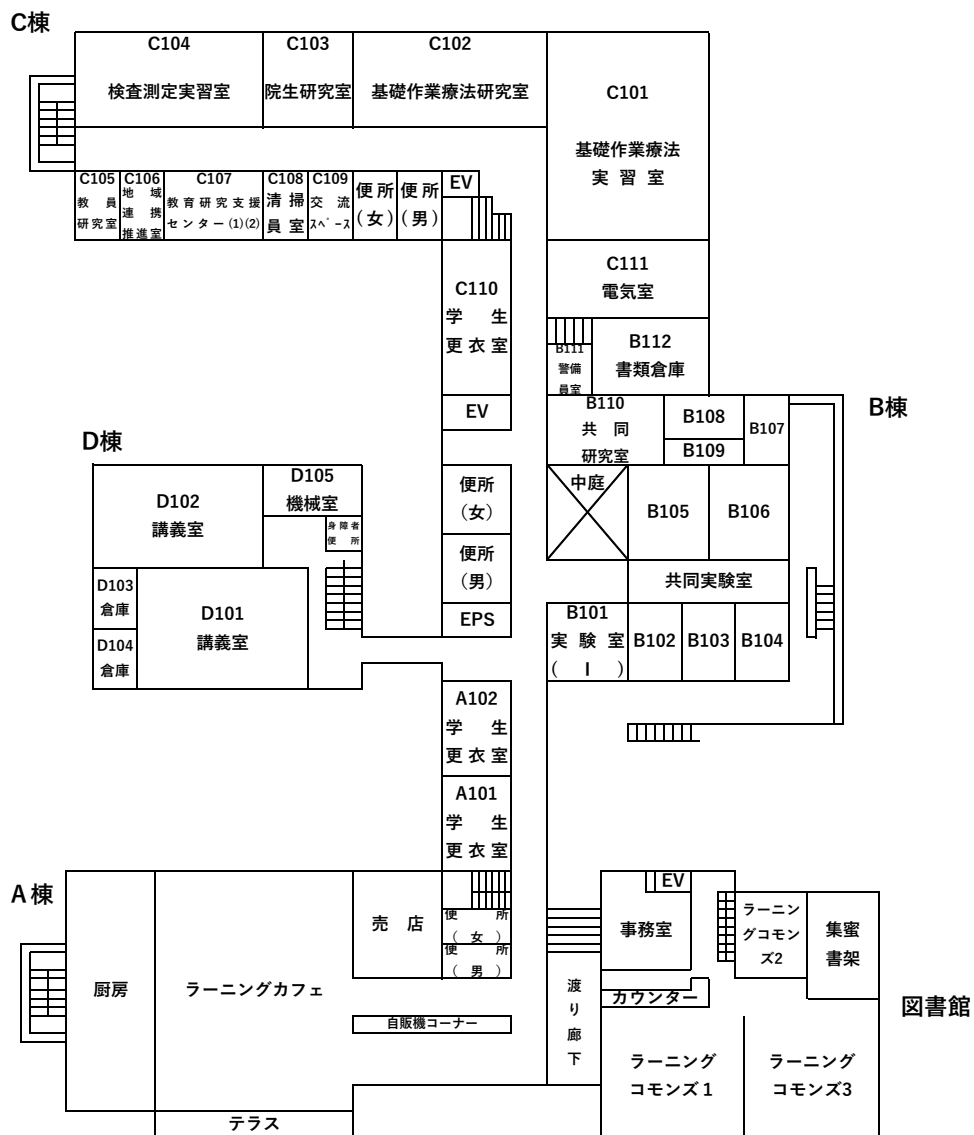 C棟
C104
検査測定実習室
C103
院生研究室
C102
基礎作業療法研究室
C101
基礎作業療法
実習室
C105
教員
研究室
C106
地域
連携
推進室
C107
教育研究支援
センター(1)(2)
C108
清掃
員室
C109
交流
スペース
便所
(女)
便所
(男)
EV
C110
学生
更衣室
EV
C111
電気室
B111
警備
員室
B112
書類倉庫
B棟
B110
共同
研究室
B108
B109
B107
中庭
B105
B106
共同実験室
B101
実験室
(Ⅰ)
B102
B103
B104
D棟
D102
講義室
D105
機械室
身障者
便所
D103
倉庫
D104
倉庫
D101
講義室
便所
(女)
便所
(男)
EPS
A102
学生
更衣室
A101
学生
更衣室
A棟
厨房
ラーニングカフェ
売店
便所
(女)
便所
(男)
自販機コーナー
テラス
渡り廊下
EV
事務室
カウンター
ラーニン
グコモン
ズ2
集蜜
書架
図書館
ラーニング
コモンズ1
ラーニング
コモンズ3